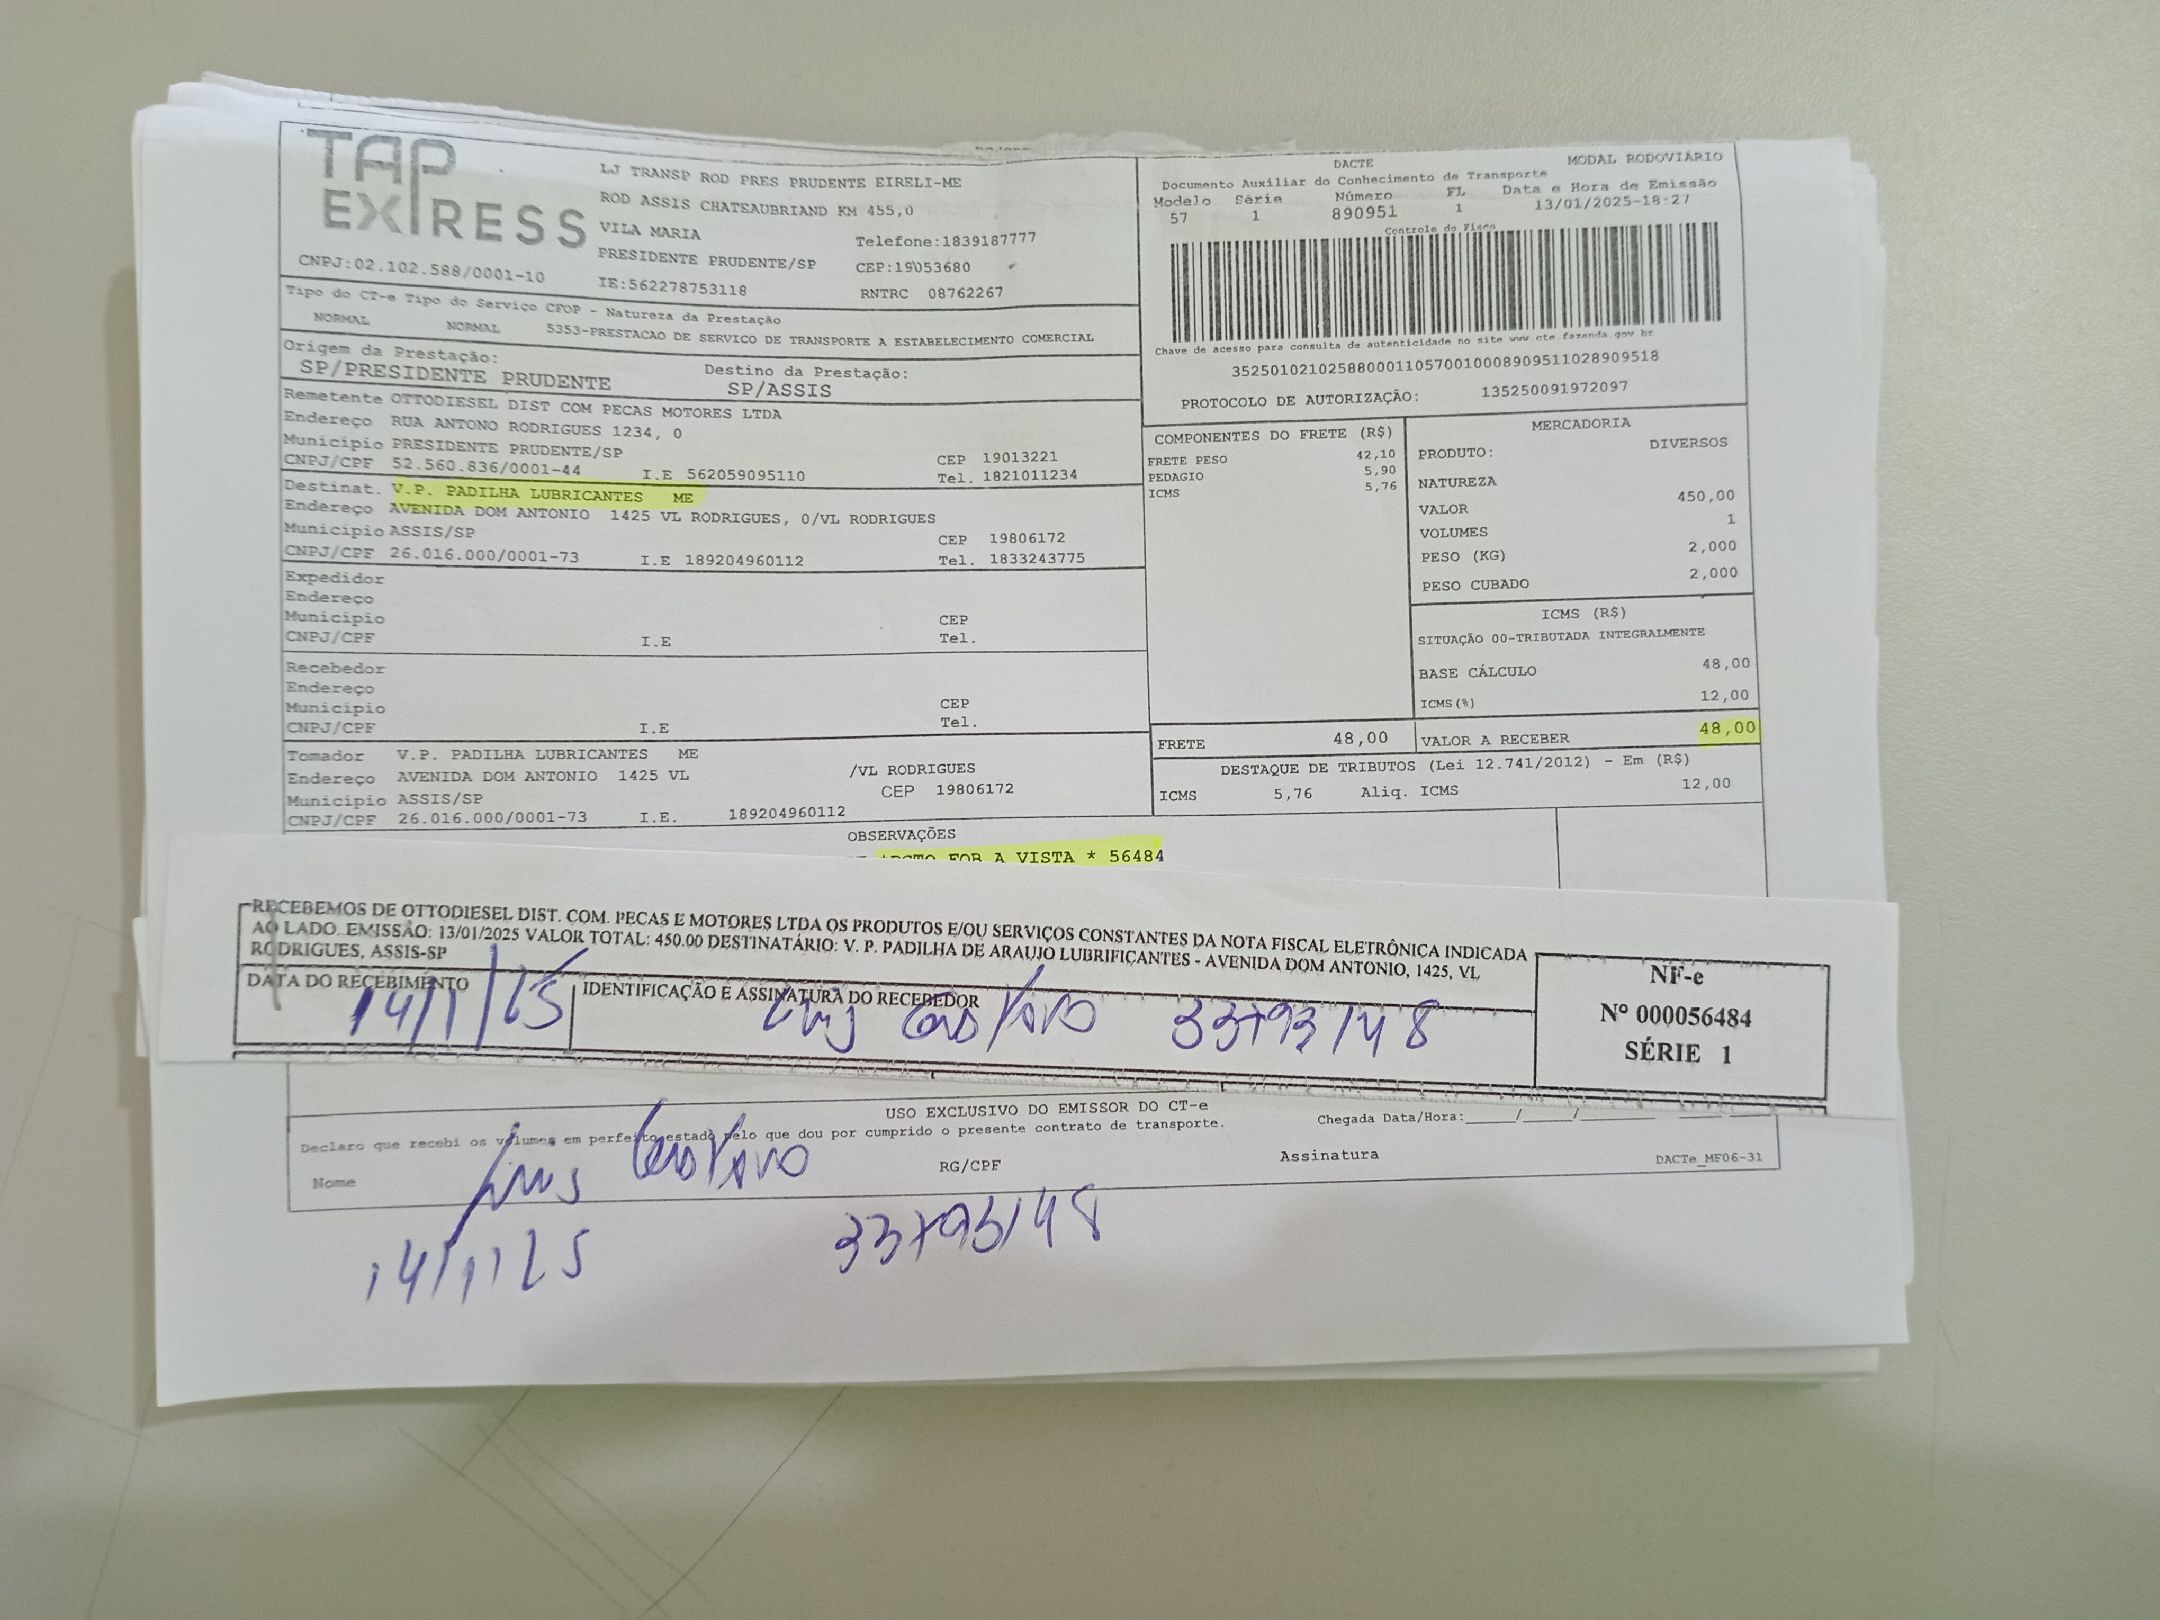 TAP
EXPRESS
CNPJ:02.102.588/0001-10
LJ TRANSP ROD PRES PRUDENTE EIRELI-ME
ROD ASSIS CHATEAUBRIAND KM 455,0
VILA MARIA
Telefone:1839187777
PRESIDENTE PRUDENTE/SP CEP:19053680
IE:562278753118 RNTRC 08762267
DACTE MODAL RODOVIÁRIO
Documento Auxiliar do Conhecimento de Transporte
Modelo Série Número FL Data e Hora de Emissão
57 1 890951 1 13/01/2025-18:27
Controle do Fisco
Chave de acesso para consulta de autenticidade no site www.cte.fazenda.gov.br
35250102102588000110570010008909511028909518
PROTOCOLO DE AUTORIZAÇÃO: 135250091972097
Tipo do CT-e Tipo do Serviço CFOP - Natureza da Prestação
NORMAL NORMAL 5353-PRESTACAO DE SERVICO DE TRANSPORTE A ESTABELECIMENTO COMERCIAL
Origem da Prestação: Destino da Prestação:
SP/PRESIDENTE PRUDENTE SP/ASSIS
Remetente OTTODIESEL DIST COM PECAS MOTORES LTDA
Endereço RUA ANTONO RODRIGUES 1234, 0
Municipio PRESIDENTE PRUDENTE/SP CEP 19013221
CNPJ/CPF 52.560.836/0001-44 I.E 562059095110 Tel. 1821011234
Destinat. V.P. PADILHA LUBRICANTES ME
Endereço AVENIDA DOM ANTONIO 1425 VL RODRIGUES, 0/VL RODRIGUES
Municipio ASSIS/SP CEP 19806172
CNPJ/CPF 26.016.000/0001-73 I.E 189204960112 Tel. 1833243775
Expedidor
Endereço
Municipio CEP
CNPJ/CPF I.E Tel.
Recebedor
Endereço
Municipio CEP
CNPJ/CPF I.E Tel.
Tomador V.P. PADILHA LUBRICANTES ME
Endereço AVENIDA DOM ANTONIO 1425 VL /VL RODRIGUES
Municipio ASSIS/SP CEP 19806172
CNPJ/CPF 26.016.000/0001-73 I.E. 189204960112
COMPONENTES DO FRETE (R$)
FRETE PESO 42,10
PEDAGIO 5,90
ICMS 5,76
MERCADORIA
PRODUTO: DIVERSOS
NATUREZA
VALOR 450,00
VOLUMES 1
PESO (KG) 2,000
PESO CUBADO 2,000
ICMS (R$)
SITUAÇÃO 00-TRIBUTADA INTEGRALMENTE
BASE CÁLCULO 48,00
ICMS(%) 12,00
FRETE 48,00 VALOR A RECEBER 48,00
DESTAQUE DE TRIBUTOS (Lei 12.741/2012) - Em (R$)
ICMS 5,76 Aliq. ICMS 12,00
OBSERVAÇÕES
FOB A VISTA * 56484
RECEBEMOS DE OTTODIESEL DIST. COM. PECAS E MOTORES LTDA OS PRODUTOS E/OU SERVIÇOS CONSTANTES DA NOTA FISCAL ELETRÔNICA INDICADA
AO LADO. EMISSÃO: 13/01/2025 VALOR TOTAL: 450.00 DESTINATÁRIO: V. P. PADILHA DE ARAUJO LUBRIFICANTES - AVENIDA DOM ANTONIO, 1425, VL
RODRIGUES, ASSIS-SP
DATA DO RECEBIMENTO IDENTIFICAÇÃO E ASSINATURA DO RECEBEDOR
14/1/25 Luis Gustavo
NF-e
Nº 000056484
SÉRIE 1
USO EXCLUSIVO DO EMISSOR DO CT-e
Declaro que recebi os volumes em perfeito estado pelo que dou por cumprido o presente contrato de transporte. Chegada Data/Hora:____/____/____
Nome Luis Gustavo RG/CPF Assinatura DACTe_MF06-31
14/1/25